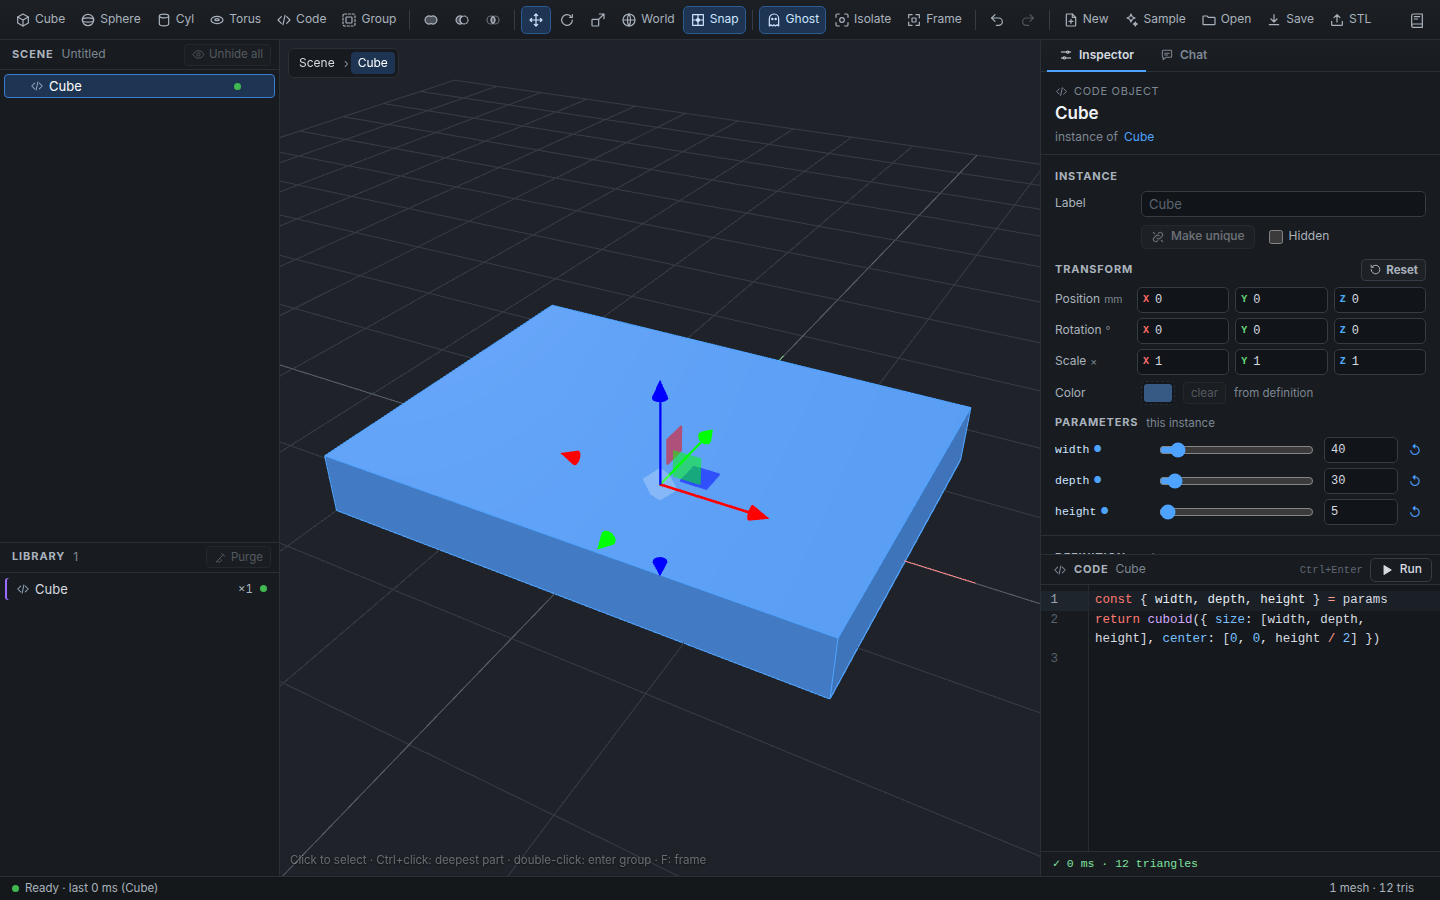 Cube Sphere Cyl Torus Code Group World Snap Ghost Isolate Frame New Sample Open Save STL
SCENE Untitled Unhide all
Cube
Scene › Cube
Inspector Chat
CODE OBJECT
Cube
instance of Cube
INSTANCE
Label Cube
Make unique Hidden
TRANSFORM Reset
Position mm X 0 Y 0 Z 0
Rotation ° X 0 Y 0 Z 0
Scale × X 1 Y 1 Z 1
Color clear from definition
PARAMETERS this instance
width 40
depth 30
height 5
LIBRARY 1 Purge
Cube ×1
CODE Cube Ctrl+Enter Run
1 const { width, depth, height } = params
2 return cuboid({ size: [width, depth,
height], center: [0, 0, height / 2] })
3
Click to select · Ctrl+click: deepest part · double-click: enter group · F: frame
✓ 0 ms · 12 triangles
Ready · last 0 ms (Cube)
1 mesh · 12 tris